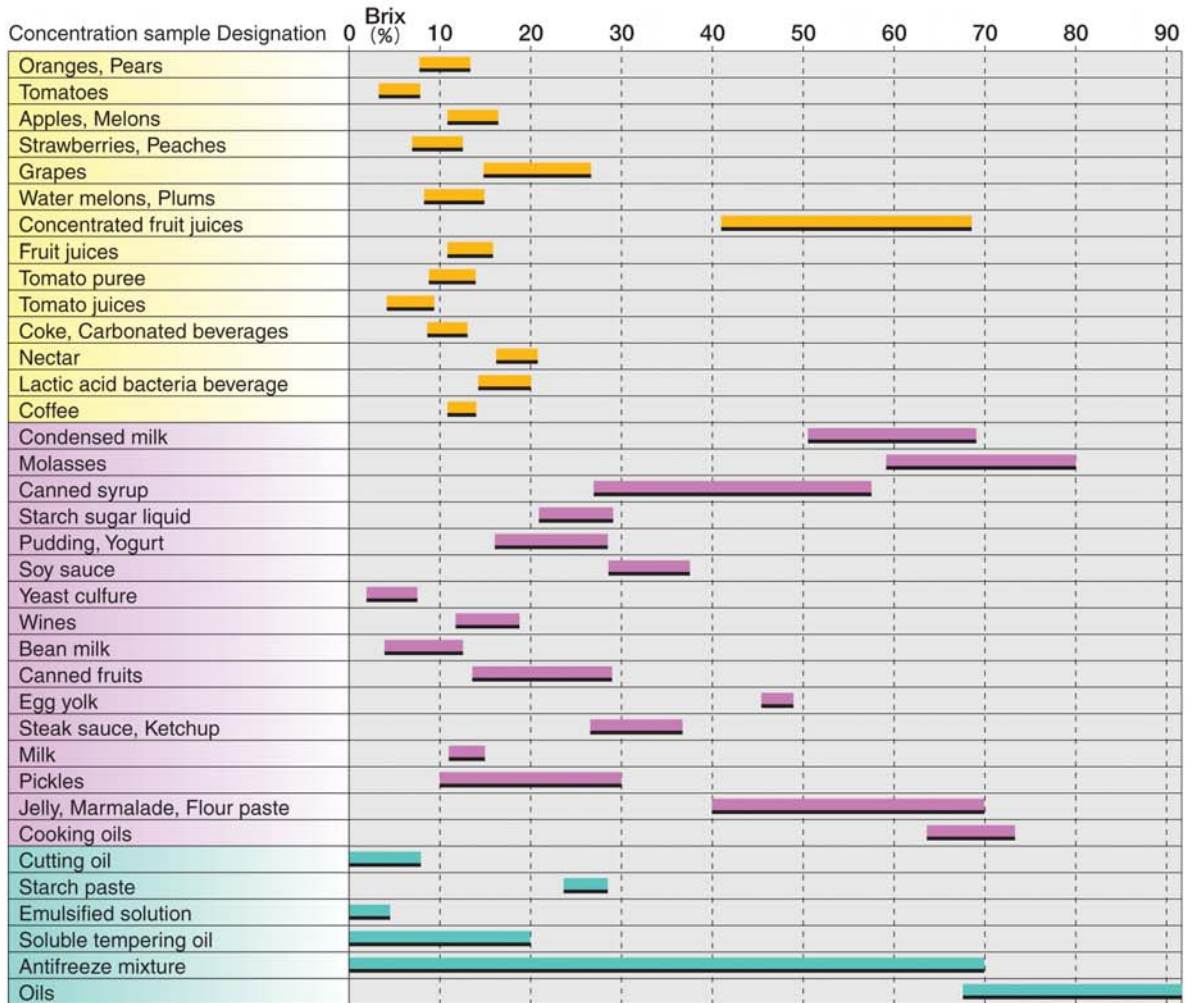 Brix
Concentration sample Designation 0 (%) 10 20 30 40 50 60 70 80 90
Oranges, Pears
Tomatoes
Apples, Melons
Strawberries, Peaches
Grapes
Water melons, Plums
Concentrated fruit juices
Fruit juices
Tomato puree
Tomato juices
Coke, Carbonated beverages
Nectar
Lactic acid bacteria beverage
Coffee
Condensed milk
Molasses
Canned syrup
Starch sugar liquid
Pudding, Yogurt
Soy sauce
Yeast culfure
Wines
Bean milk
Canned fruits
Egg yolk
Steak sauce, Ketchup
Milk
Pickles
Jelly, Marmalade, Flour paste
Cooking oils
Cutting oil
Starch paste
Emulsified solution
Soluble tempering oil
Antifreeze mixture
Oils